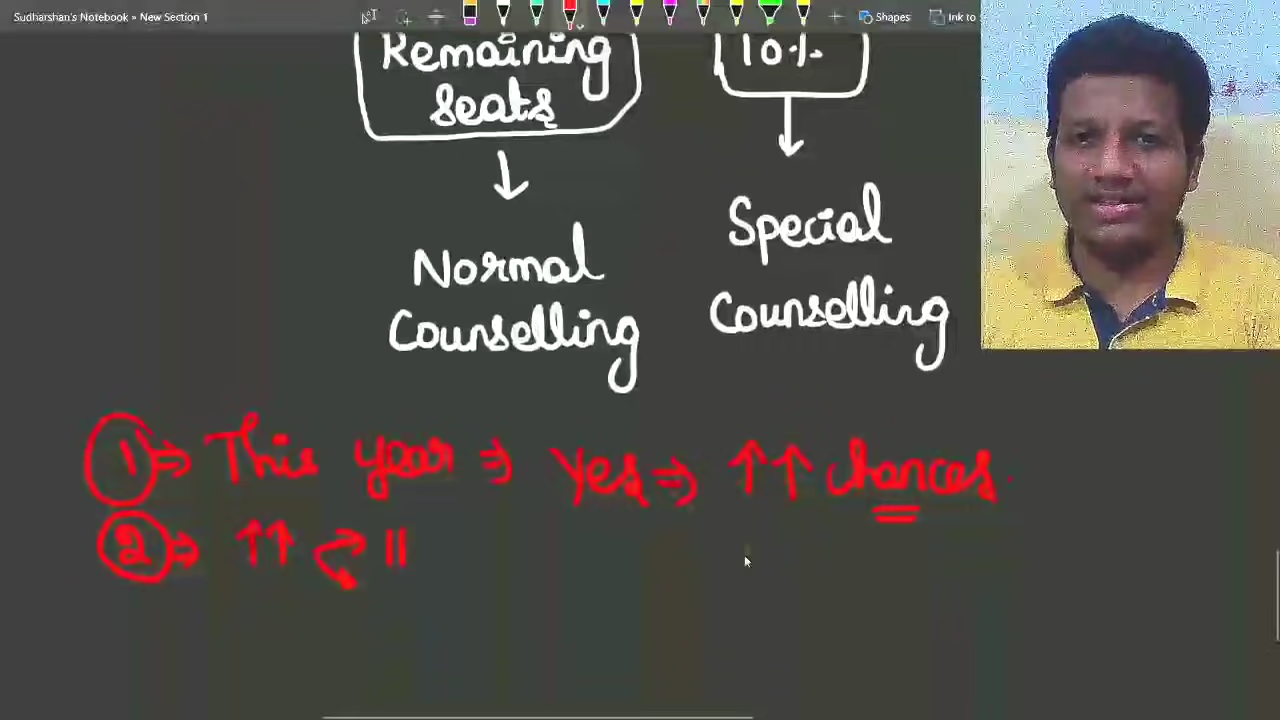 Sudharshan's Notebook » New Section 1
Shapes
Ink to
Remaining
Seats
10%
Normal
Counselling
Special
Counselling
1 ⇒ This year ⇒ Yes ⇒ ↑↑ chances
2 ⇒ ↑↑